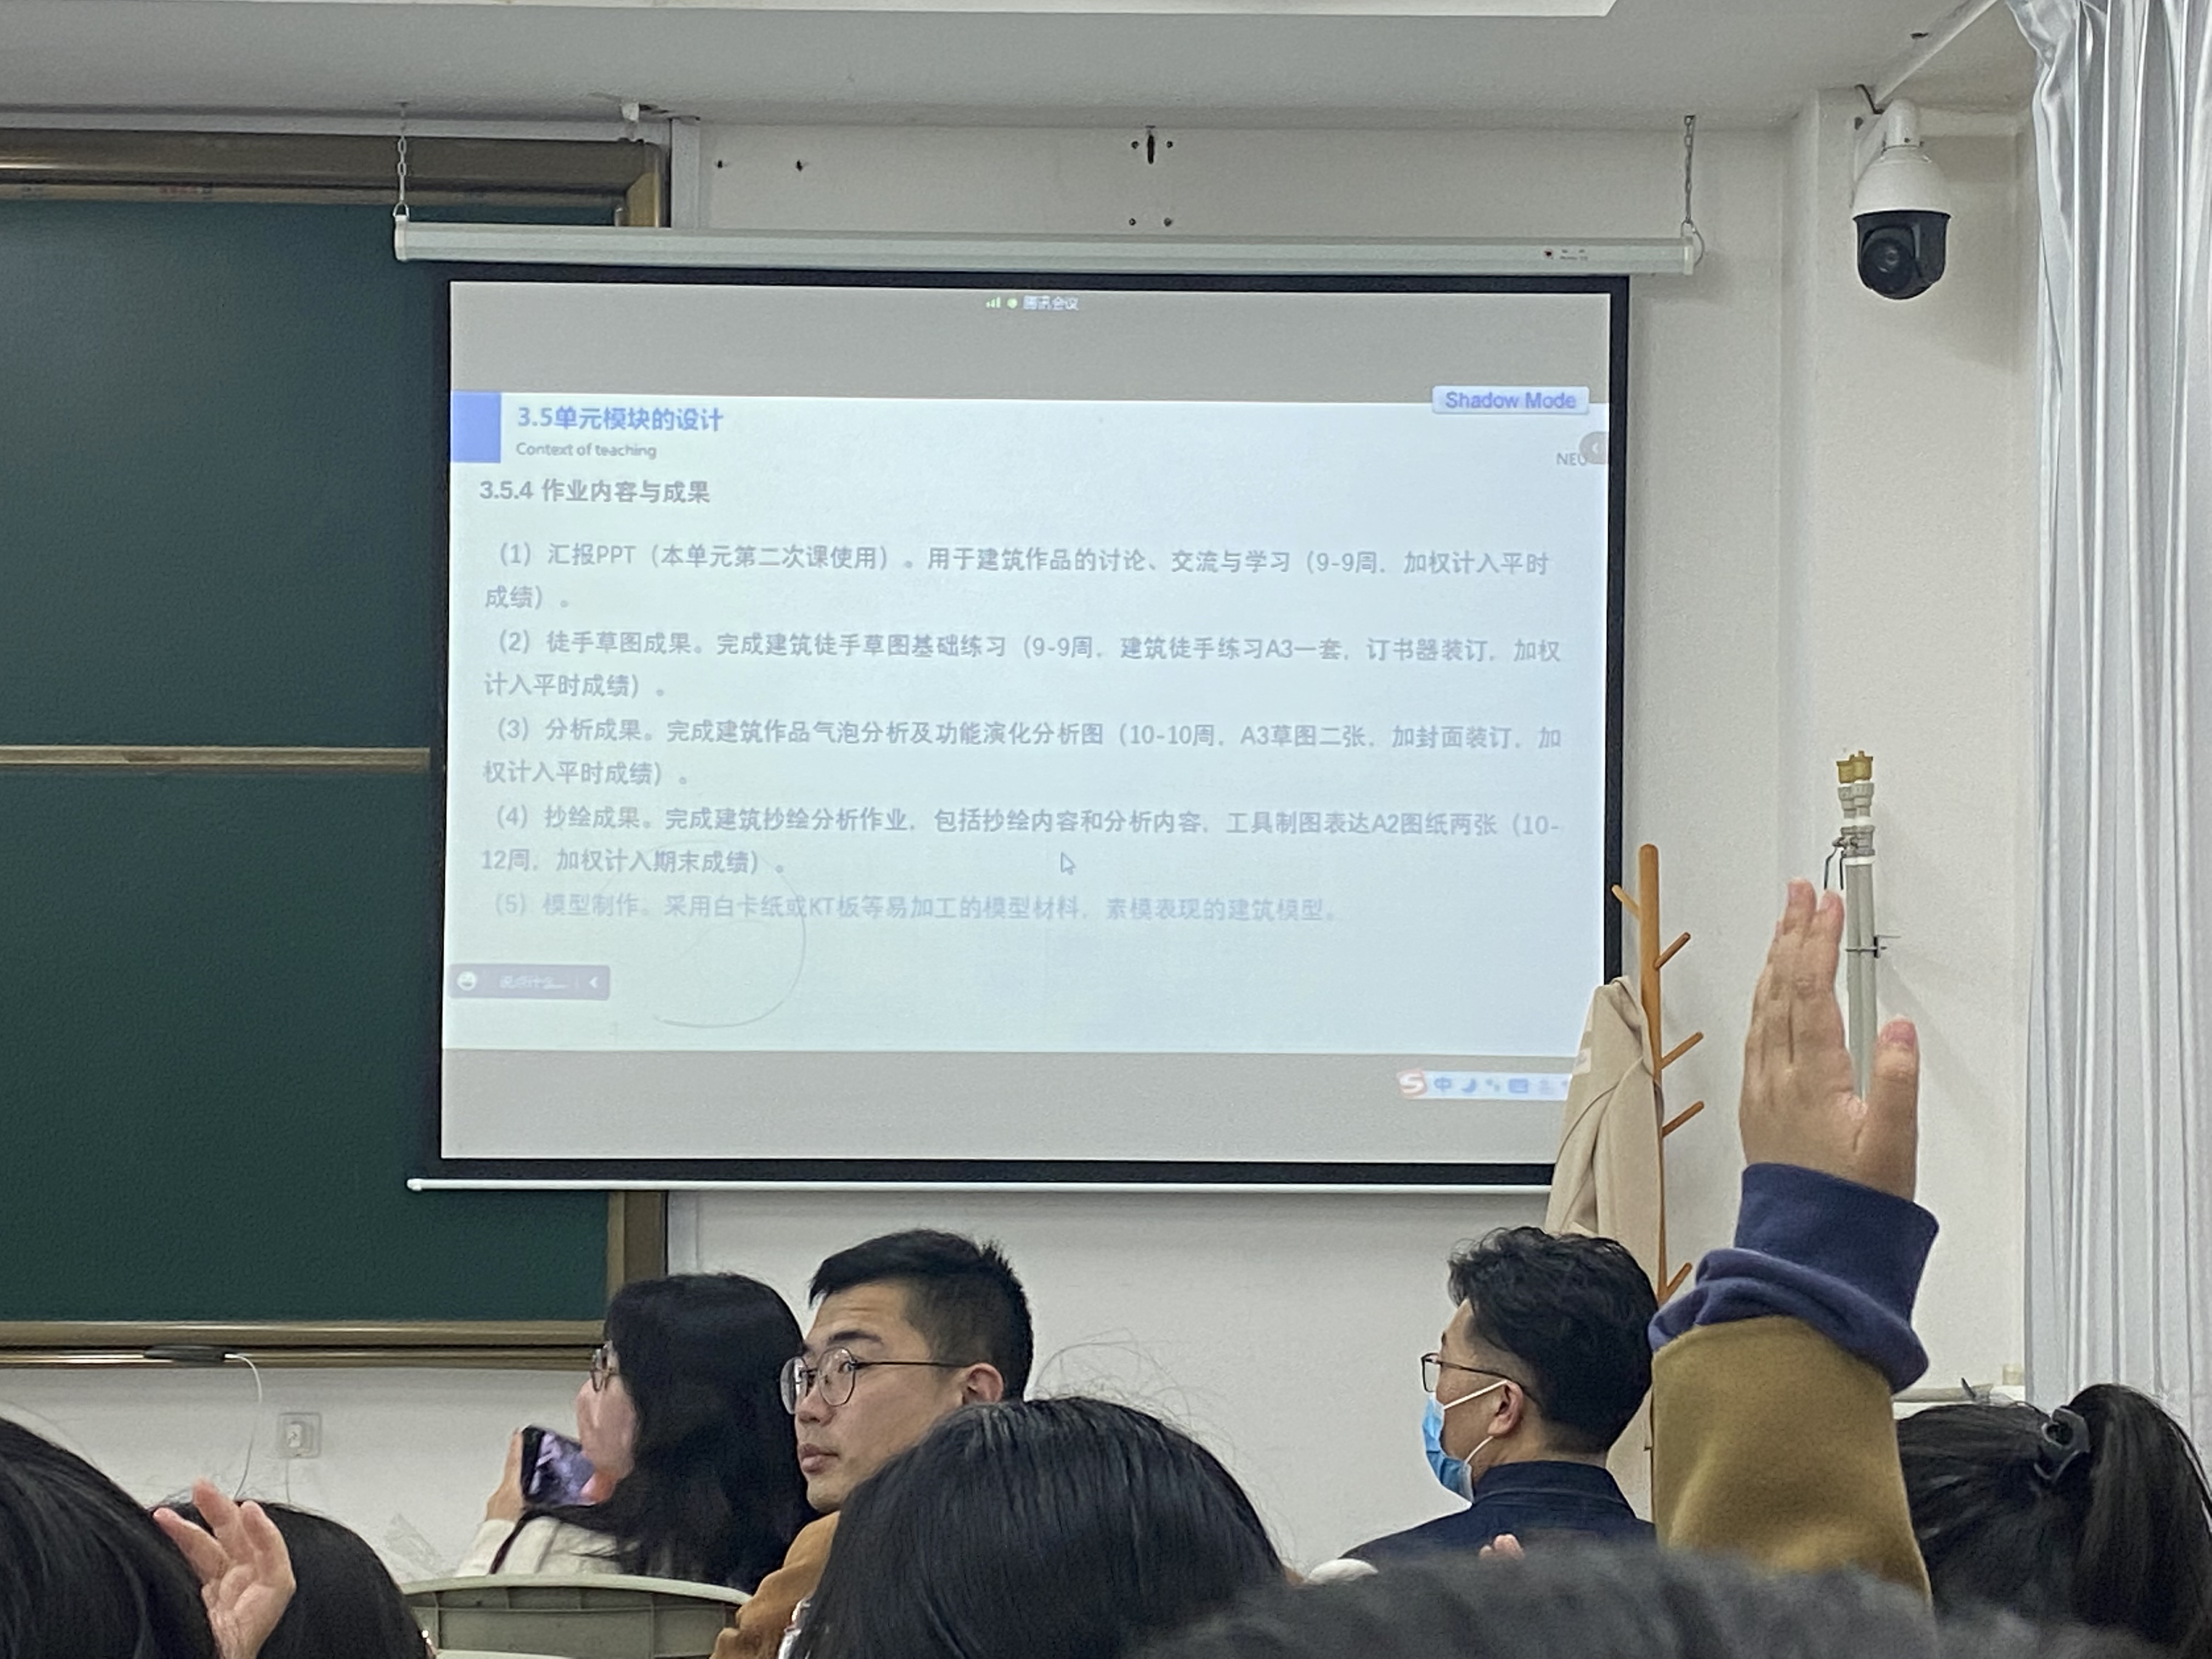 腾讯会议
Shadow Mode
3.5单元模块的设计
Context of teaching
NEU
3.5.4 作业内容与成果
（1）汇报PPT（本单元第二次课使用）。用于建筑作品的讨论、交流与学习（9-9周，加权计入平时
成绩）。
（2）徒手草图成果。完成建筑徒手草图基础练习（9-9周，建筑徒手练习A3一套，订书器装订，加权
计入平时成绩）。
（3）分析成果。完成建筑作品气泡分析及功能演化分析图（10-10周，A3草图二张，加封面装订，加
权计入平时成绩）。
（4）抄绘成果。完成建筑抄绘分析作业，包括抄绘内容和分析内容，工具制图表达A2图纸两张（10-
12周，加权计入期末成绩）。
（5）模型制作。采用白卡纸或KT板等易加工的模型材料，素模表现的建筑模型。
说点什么...
中